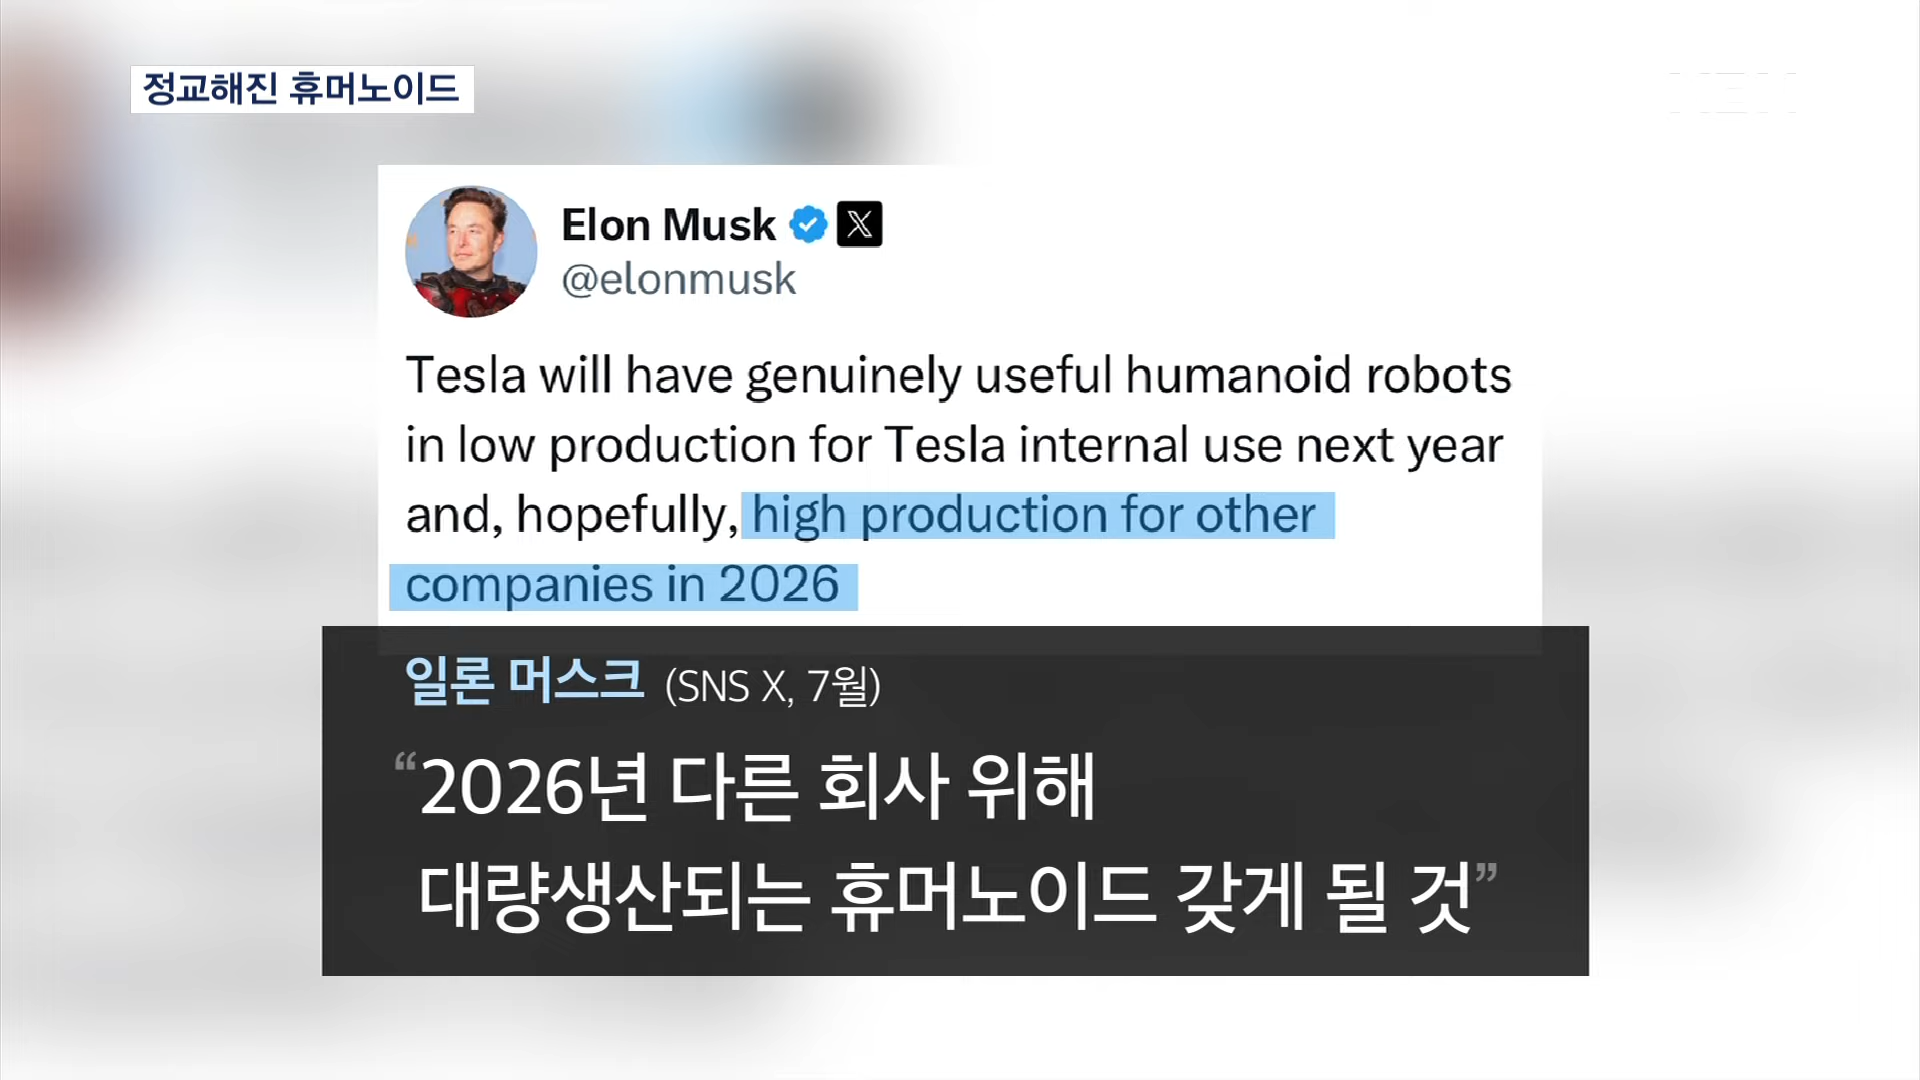 정교해진 휴머노이드
Elon Musk
@elonmusk
Tesla will have genuinely useful humanoid robots
in low production for Tesla internal use next year
and, hopefully, high production for other
companies in 2026
일론 머스크 (SNS X, 7월)
“2026년 다른 회사 위해
대량생산되는 휴머노이드 갖게 될 것”